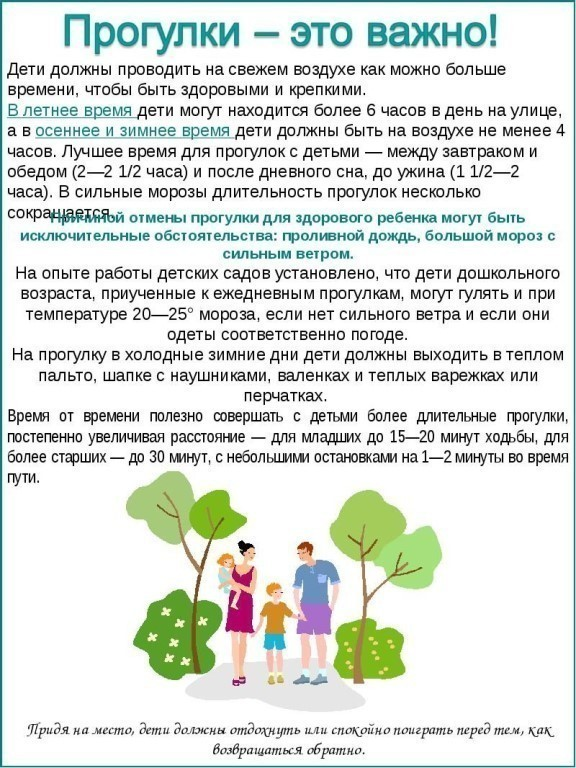 Прогулки – это важно!
Дети должны проводить на свежем воздухе как можно больше
времени, чтобы быть здоровыми и крепкими.
В летнее время дети могут находится более 6 часов в день на улице,
а в осеннее и зимнее время дети должны быть на воздухе не менее 4
часов. Лучшее время для прогулок с детьми — между завтраком и
обедом (2—2 1/2 часа) и после дневного сна, до ужина (1 1/2—2
часа). В сильные морозы длительность прогулок несколько
сокращается.
Причиной отмены прогулки для здорового ребенка могут быть
исключительные обстоятельства: проливной дождь, большой мороз с
сильным ветром.
На опыте работы детских садов установлено, что дети дошкольного
возраста, приученные к ежедневным прогулкам, могут гулять и при
температуре 20—25° мороза, если нет сильного ветра и если они
одеты соответственно погоде.
На прогулку в холодные зимние дни дети должны выходить в теплом
пальто, шапке с наушниками, валенках и теплых варежках или
перчатках.
Время от времени полезно совершать с детьми более длительные прогулки,
постепенно увеличивая расстояние — для младших до 15—20 минут ходьбы, для
более старших — до 30 минут, с небольшими остановками на 1—2 минуты во время
пути.
Придя на место, дети должны отдохнуть или спокойно поиграть перед тем, как
возвращаться обратно.